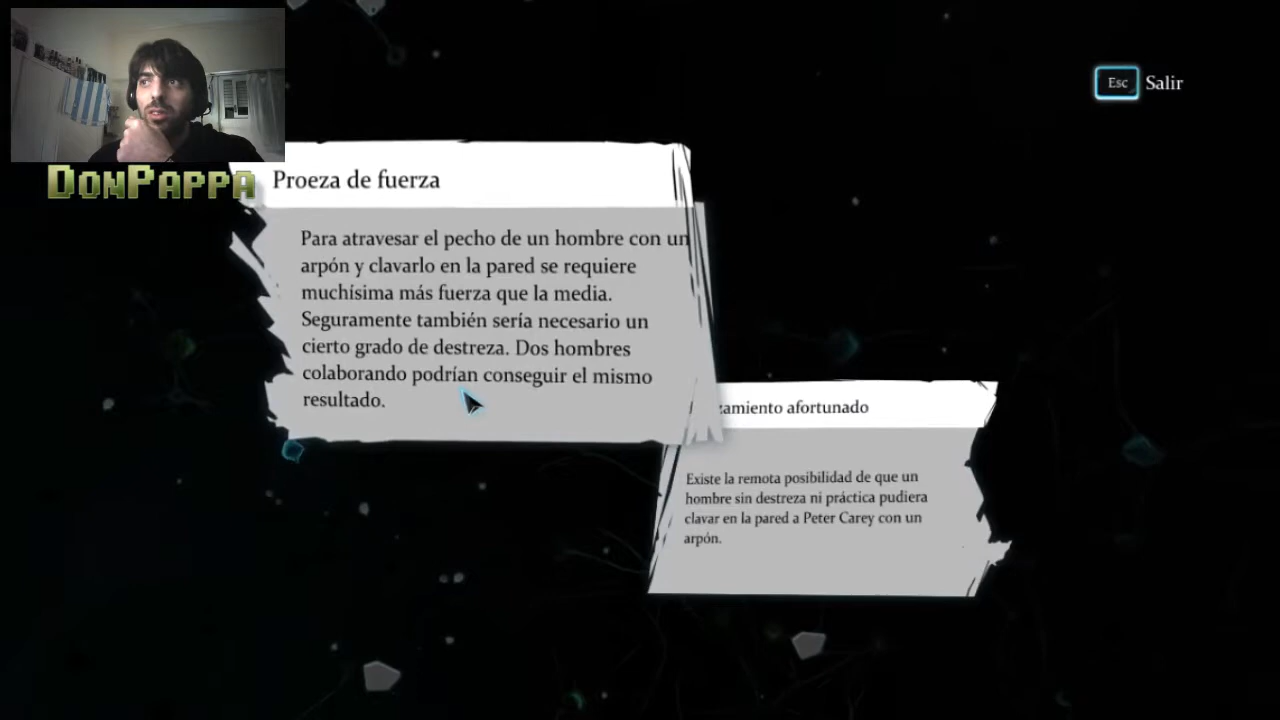 Esc Salir
DonPappa
Proeza de fuerza
Para atravesar el pecho de un hombre con un
arpón y clavarlo en la pared se requiere
muchísima más fuerza que la media.
Seguramente también sería necesario un
cierto grado de destreza. Dos hombres
colaborando podrían conseguir el mismo
resultado.
afortunado
Existe la remota posibilidad de que un
hombre sin destreza ni práctica pudiera
clavar en la pared a Peter Carey con un
arpón.